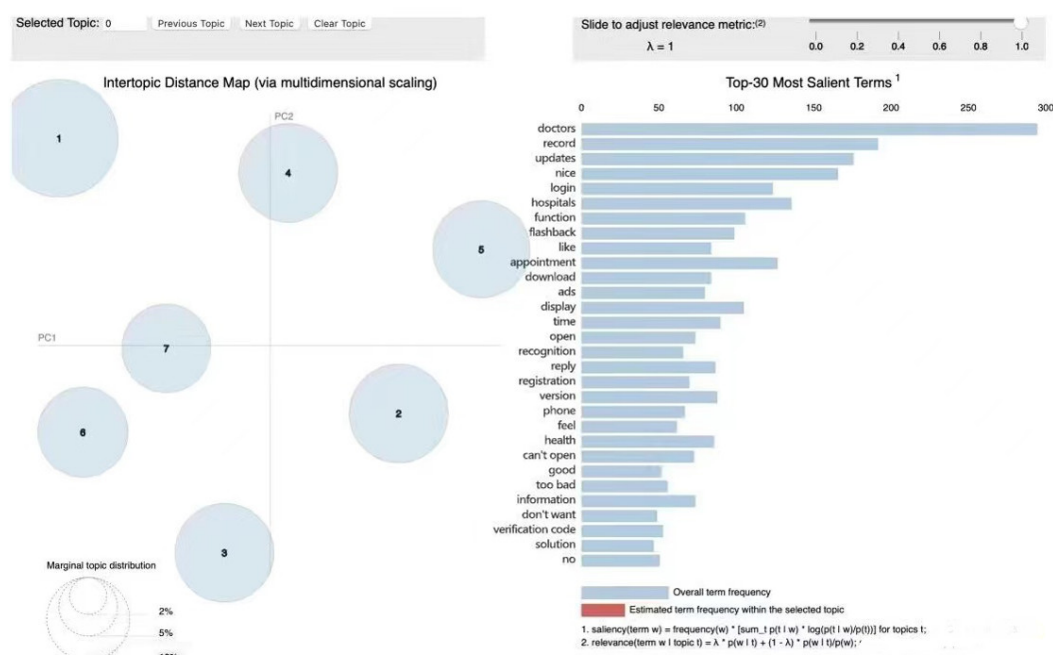 Selected Topic: 0 Previous Topic Next Topic Clear Topic
Slide to adjust relevance metric:(2)
λ = 1
0.0 0.2 0.4 0.6 0.8 1.0
Intertopic Distance Map (via multidimensional scaling)
PC2
PC1
1
4
5
7
2
6
3
Marginal topic distribution
2%
5%
Top-30 Most Salient Terms 1
0 50 100 150 200 250 300
doctors
record
updates
nice
login
hospitals
function
flashback
like
appointment
download
ads
display
time
open
recognition
reply
registration
version
phone
feel
health
can't open
good
too bad
information
don't want
verification code
solution
no
Overall term frequency
Estimated term frequency within the selected topic
1. saliency(term w) = frequency(w) * [sum_t p(t | w) * log(p(t | w)/p(t))] for topics t;
2. relevance(term w | topic t) = λ * p(w | t) + (1 - λ) * p(w | t)/p(w);